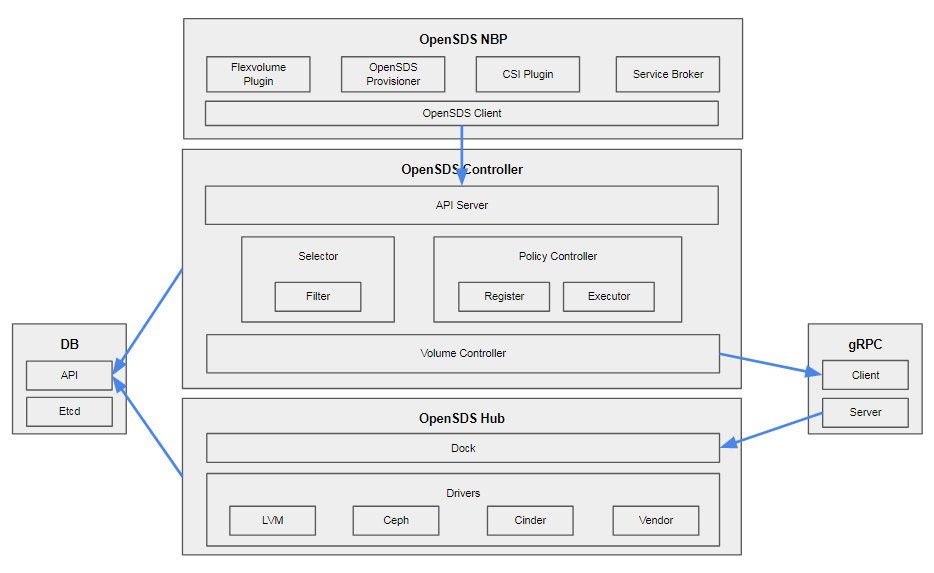 OpenSDS NBP
Flexvolume
Plugin
OpenSDS
Provisioner
CSI Plugin
Service Broker
OpenSDS Client
OpenSDS Controller
API Server
Selector
Filter
Policy Controller
Register
Executor
Volume Controller
DB
API
Etcd
gRPC
Client
Server
OpenSDS Hub
Dock
Drivers
LVM
Ceph
Cinder
Vendor